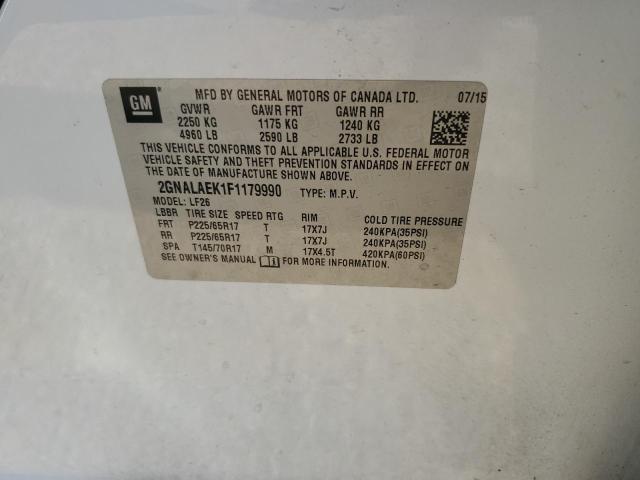 GM
MFD BY GENERAL MOTORS OF CANADA LTD. 07/15
GVWR GAWR FRT GAWR RR
2250 KG 1175 KG 1240 KG
4960 LB 2590 LB 2733 LB
THIS VEHICLE CONFORMS TO ALL APPLICABLE U.S. FEDERAL MOTOR
VEHICLE SAFETY AND THEFT PREVENTION STANDARDS IN EFFECT ON
THE DATE OF MANUFACTURE SHOWN ABOVE.
2GNALAEK1F1179990 TYPE: M.P.V.
MODEL: LF26
LBBR TIRE SIZE SPEED RTG RIM COLD TIRE PRESSURE
FRT P225/65R17 T 17X7J 240KPA(35PSI)
RR P225/65R17 T 17X7J 240KPA(35PSI)
SPA T145/70R17 M 17X4.5T 420KPA(60PSI)
SEE OWNER'S MANUAL FOR MORE INFORMATION.